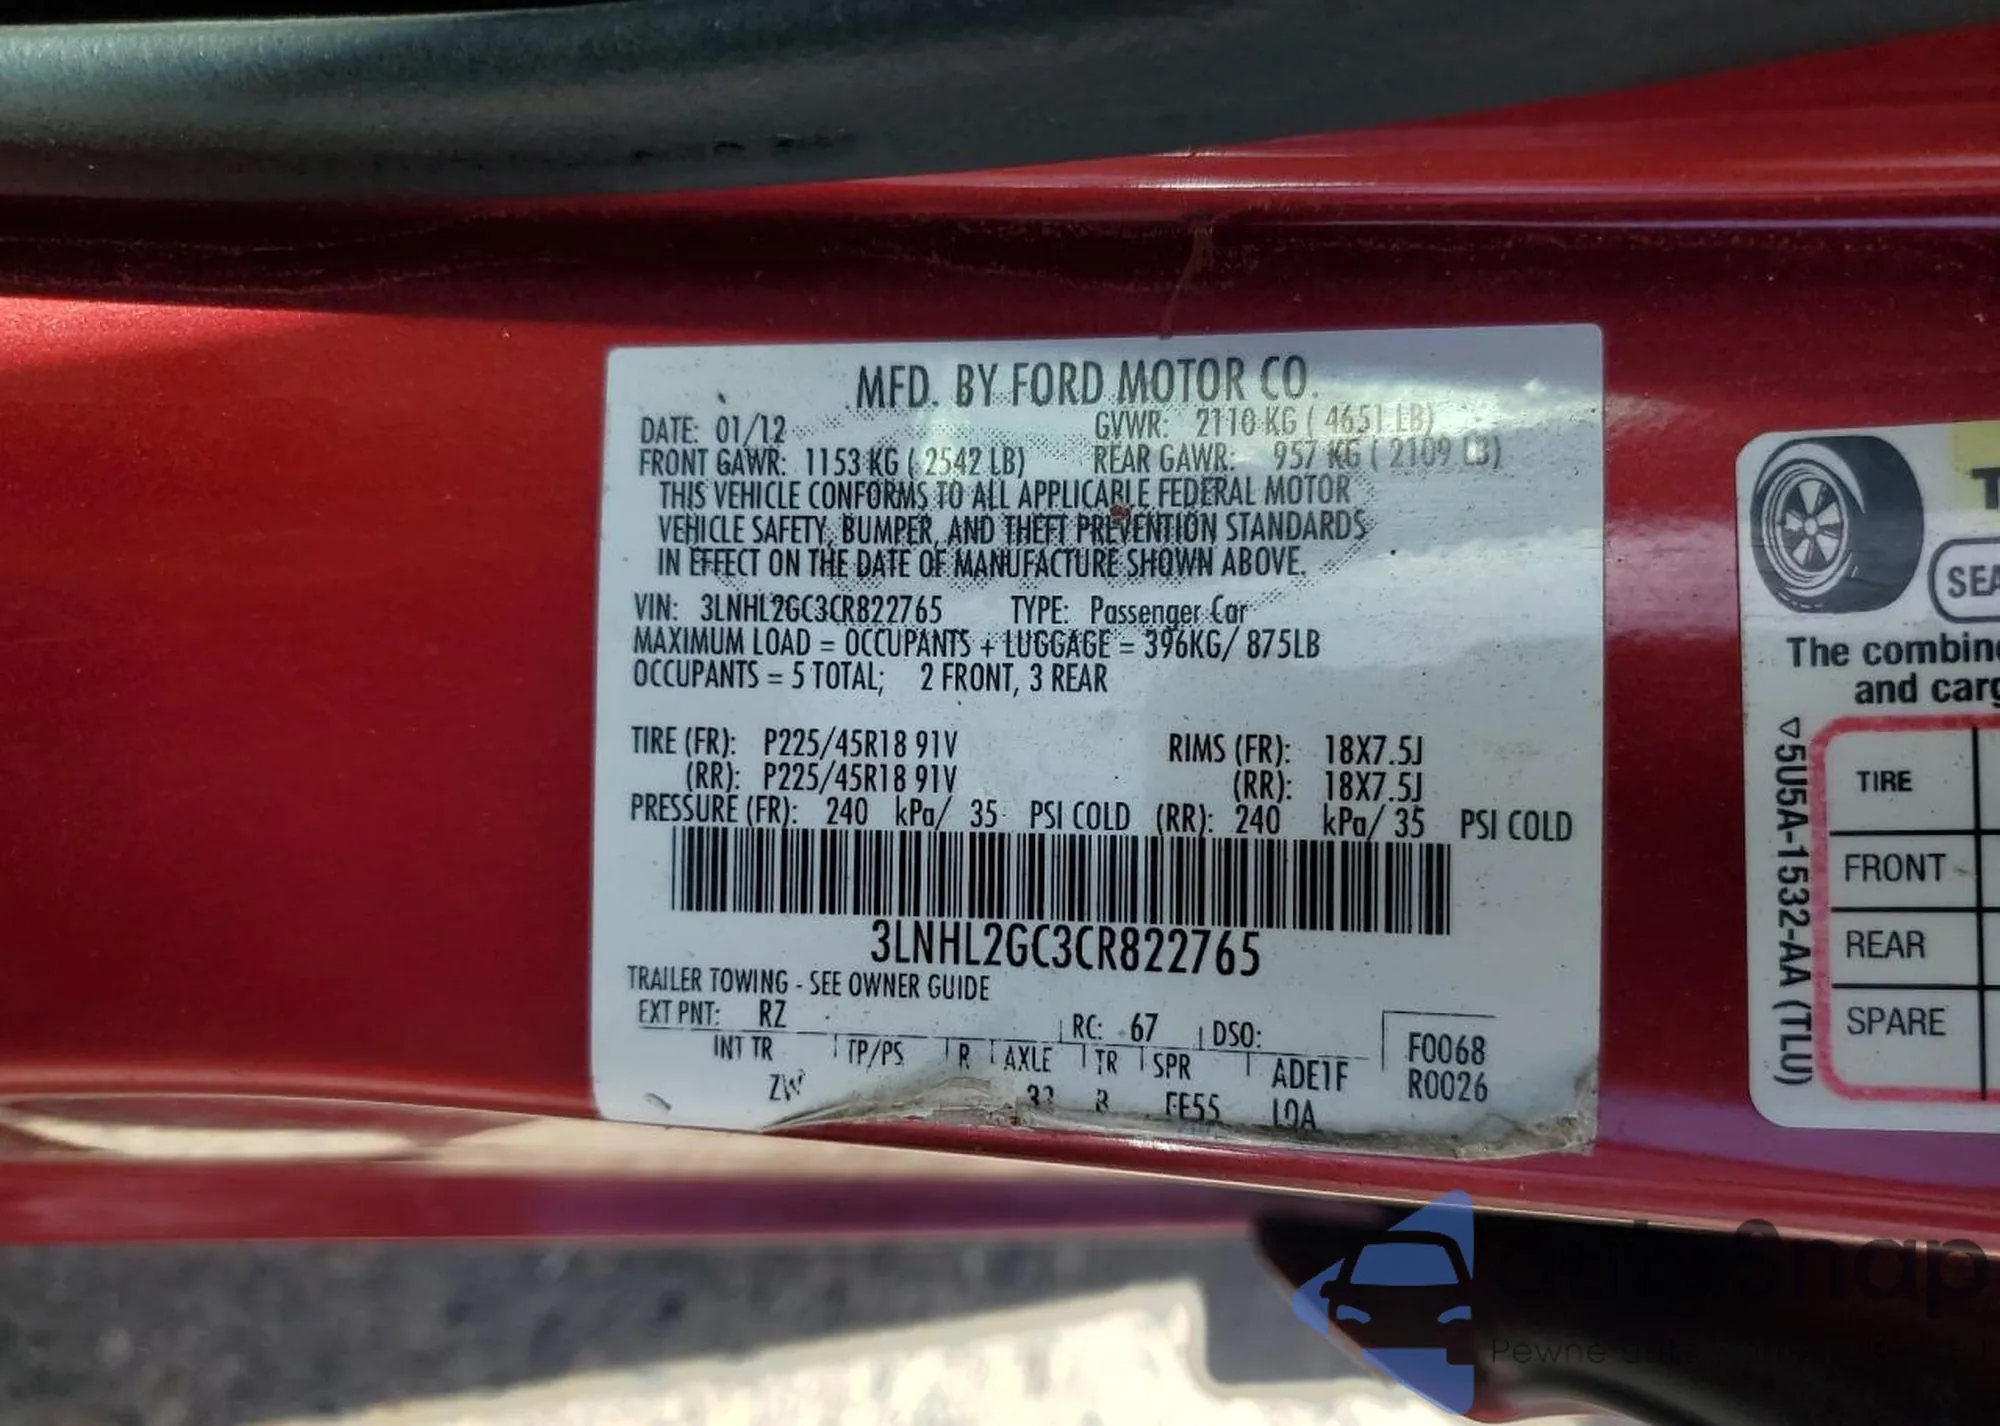 MFD. BY FORD MOTOR CO.
DATE: 01/12 GVWR: 2110 KG ( 4651 LB)
FRONT GAWR: 1153 KG ( 2542 LB) REAR GAWR: 957 KG ( 2109 LB)
THIS VEHICLE CONFORMS TO ALL APPLICABLE FEDERAL MOTOR
VEHICLE SAFETY, BUMPER, AND THEFT PREVENTION STANDARDS
IN EFFECT ON THE DATE OF MANUFACTURE SHOWN ABOVE.
VIN: 3LNHL2GC3CR822765 TYPE: Passenger Car
MAXIMUM LOAD = OCCUPANTS + LUGGAGE = 396KG/ 875LB
OCCUPANTS = 5 TOTAL; 2 FRONT, 3 REAR
TIRE (FR): P225/45R18 91V RIMS (FR): 18X7.5J
(RR): P225/45R18 91V (RR): 18X7.5J
PRESSURE (FR): 240 kPa/ 35 PSI COLD (RR): 240 kPa/ 35 PSI COLD
3LNHL2GC3CR822765
TRAILER TOWING - SEE OWNER GUIDE
EXT PNT: RZ RC: 67 DSO:
INT TR TP/PS R AXLE TR SPR ADE1F
ZW EE55
F0068
R0026
The combin
and carg
TIRE
FRONT
REAR
SPARE
5U5A-1532-AA (TLU)
SEA
Pewne